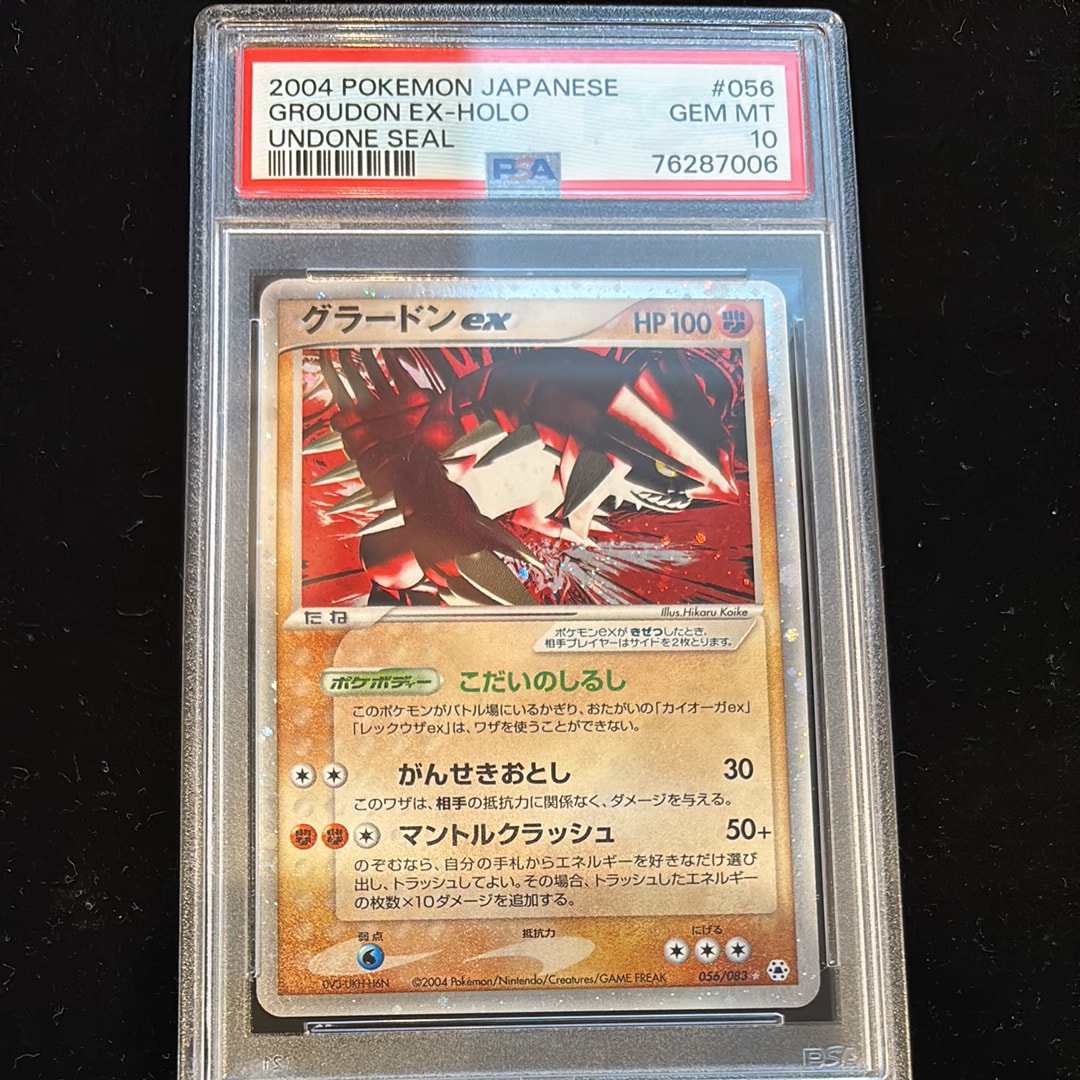 2004 POKEMON JAPANESE #056
GROUDON EX-HOLO GEM MT
UNDONE SEAL 10
PSA 76287006
グラードンex HP100
たね
Illus.Hikaru Koike
ポケモンexが きぜつしたとき、
相手プレイヤーはサイドを2枚とります。
ポケボディー こだいのしるし
このポケモンがバトル場にいるかぎり、おたがいの「カイオーガex」
「レックウザex」は、ワザを使うことができない。
がんせきおとし 30
このワザは、相手の抵抗力に関係なく、ダメージを与える。
マントルクラッシュ 50+
のぞむなら、自分の手札からエネルギーを好きなだけ選び
出し、トラッシュしてよい。その場合、トラッシュしたエネルギー
の枚数×10ダメージを追加する。
弱点 抵抗力 にげる
056/083
©2004 Pokémon/Nintendo/Creatures/GAME FREAK
PSA